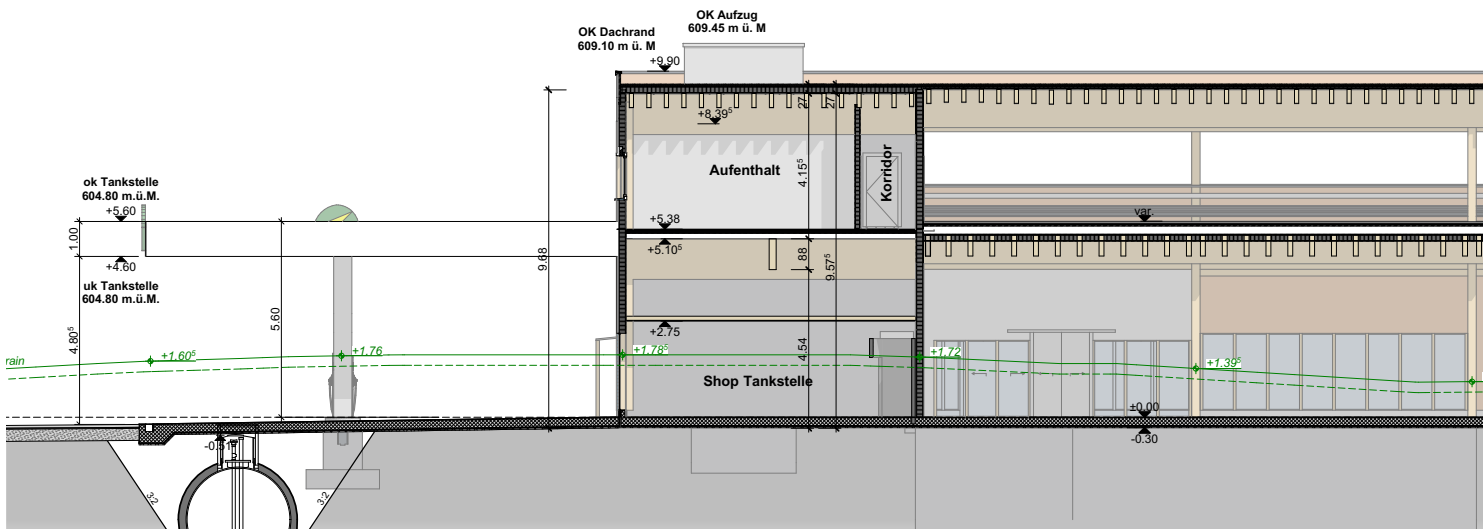 OK Aufzug
609.45 m ü. M
OK Dachrand
609.10 m ü. M
+9.90
27
27
+8.39⁵
Aufenthalt
Korridor
4.15⁵
ok Tankstelle
604.80 m.ü.M.
+5.60
1.00
+4.60
uk Tankstelle
604.80 m.ü.M.
9.68
+5.38
+5.10⁵
88
9.57⁵
var.
5.60
4.80⁵
+2.75
4.54
rain
+1.60⁵
+1.76
+1.78⁵
+1.72
+1.39⁵
Shop Tankstelle
±0.00
-0.30
-0.51
3:2
3:2